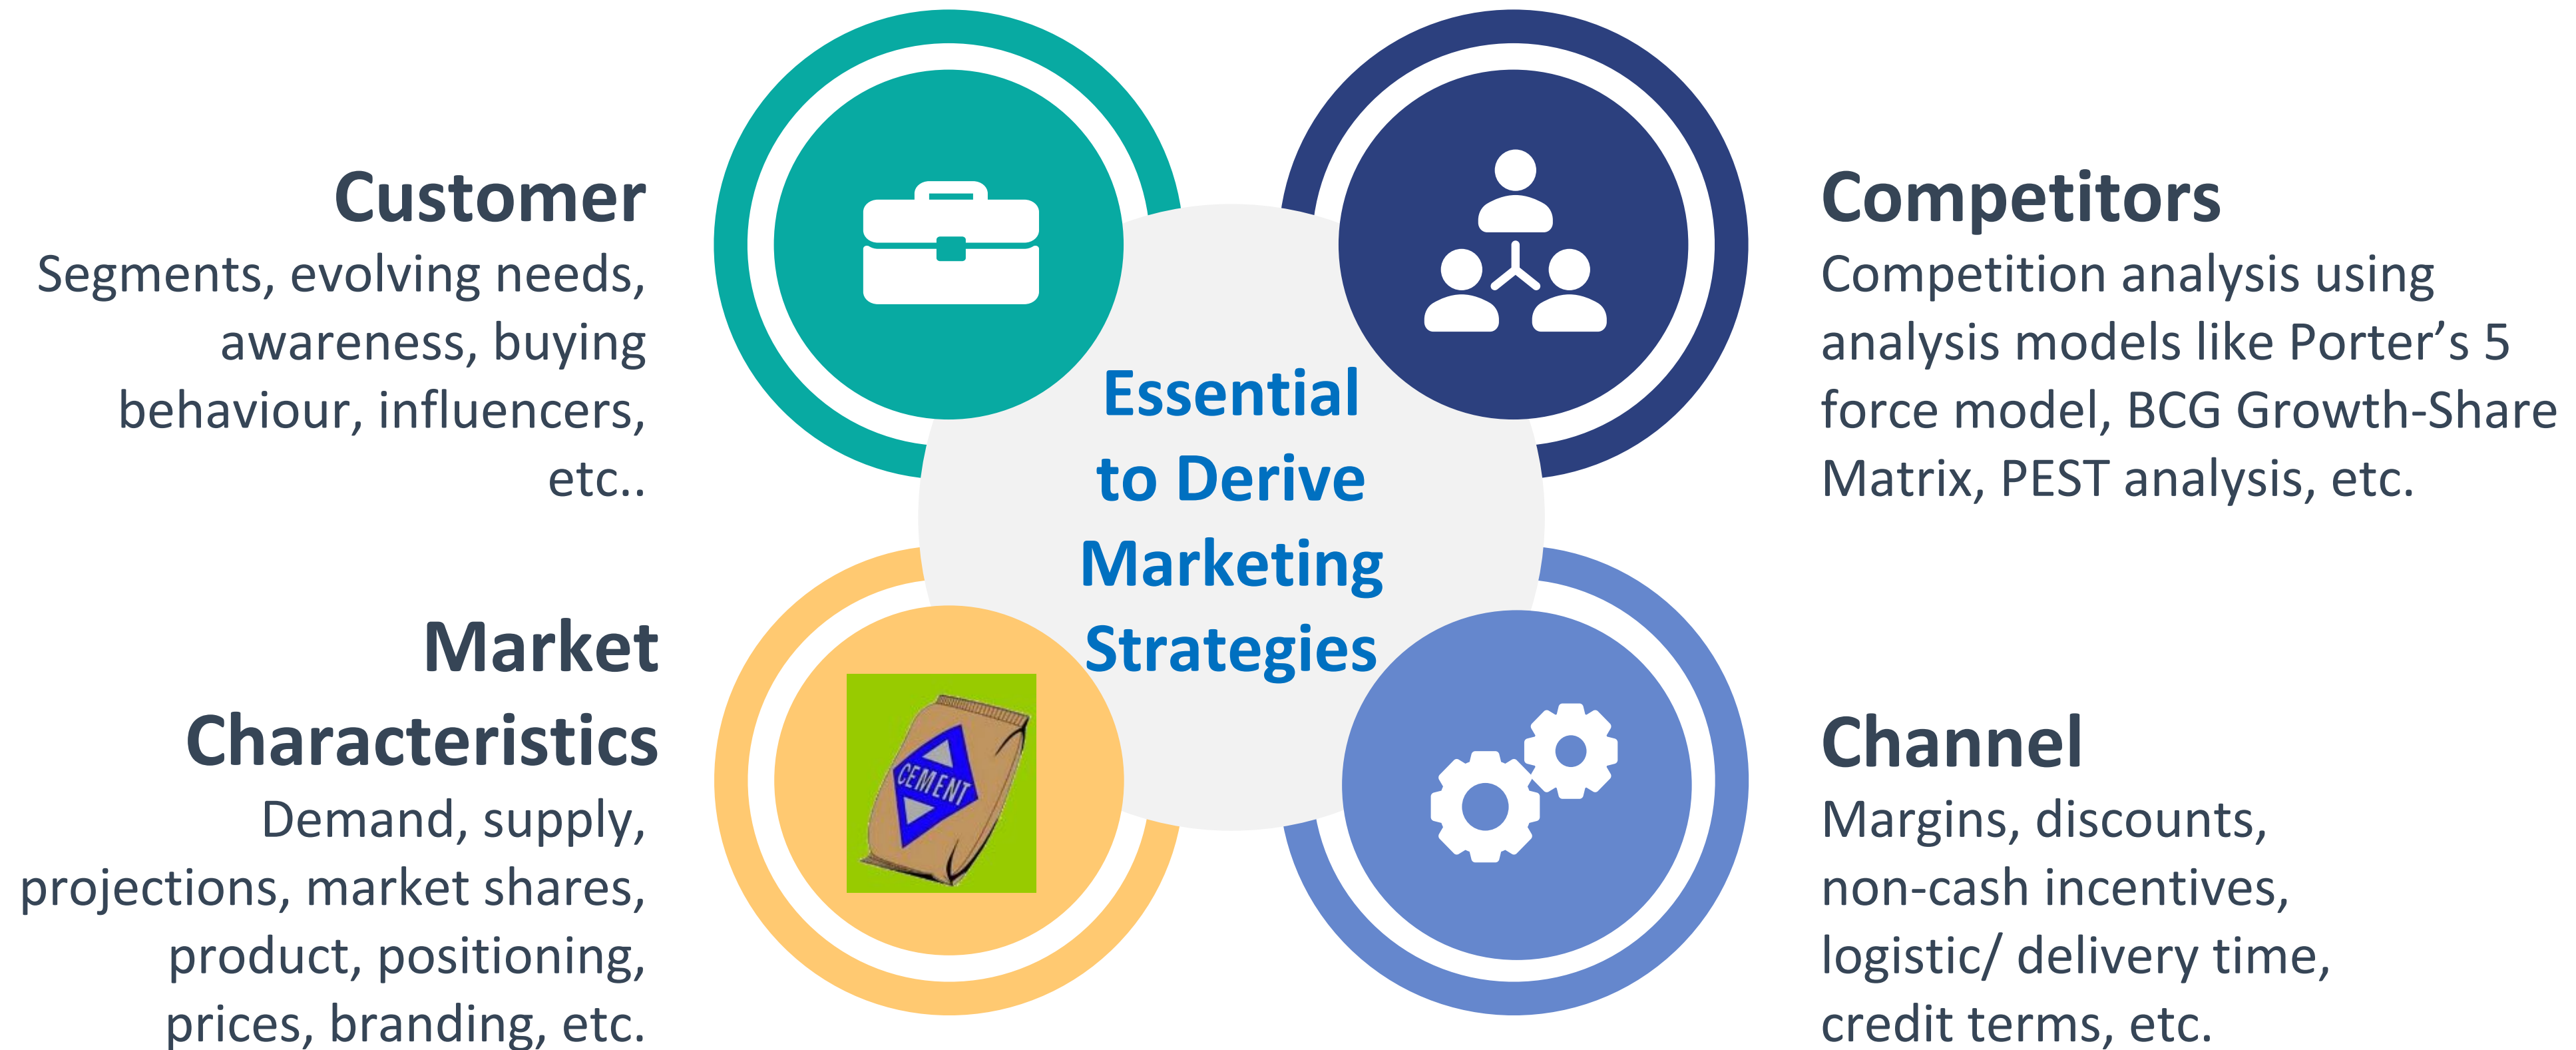 Customer
Segments, evolving needs,
awareness, buying
behaviour, influencers,
etc..
Competitors
Competition analysis using
analysis models like Porter’s 5
force model, BCG Growth-Share
Matrix, PEST analysis, etc.
Essential
to Derive
Marketing
Strategies
Market
Characteristics
Demand, supply,
projections, market shares,
product, positioning,
prices, branding, etc.
CEMENT
Channel
Margins, discounts,
non-cash incentives,
logistic/ delivery time,
credit terms, etc.